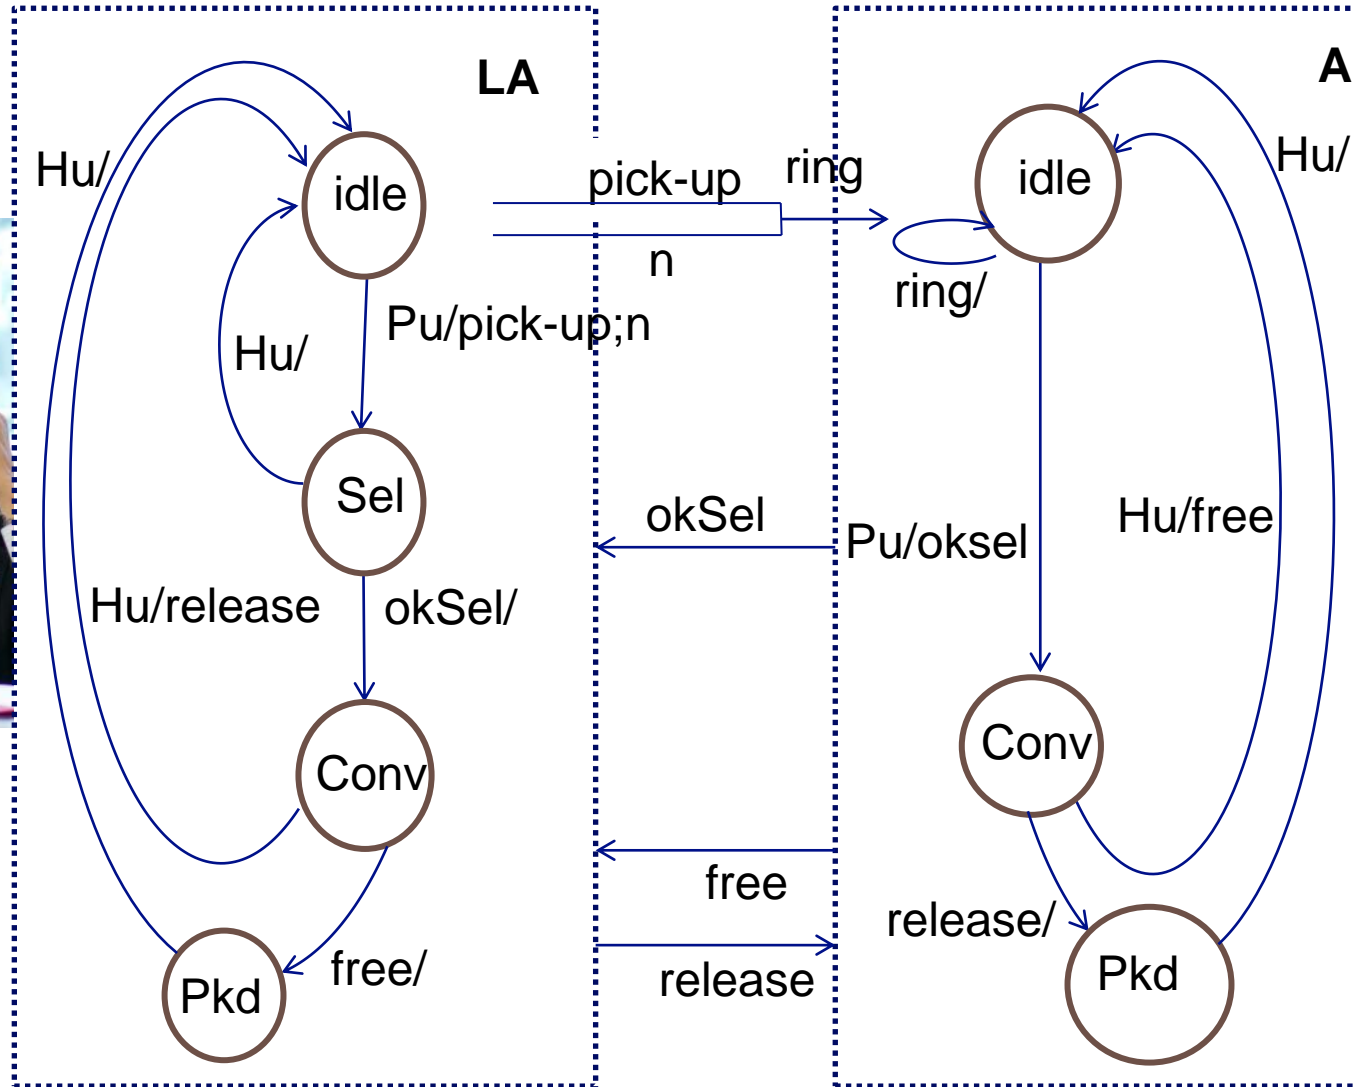 LA
A
Hu/
idle
pick-up
ring
idle
Hu/
n
ring/
Pu/pick-up;n
Hu/
Sel
okSel
Pu/oksel
Hu/free
Hu/release
okSel/
Conv
Conv
free
release/
free/
release
Pkd
Pkd